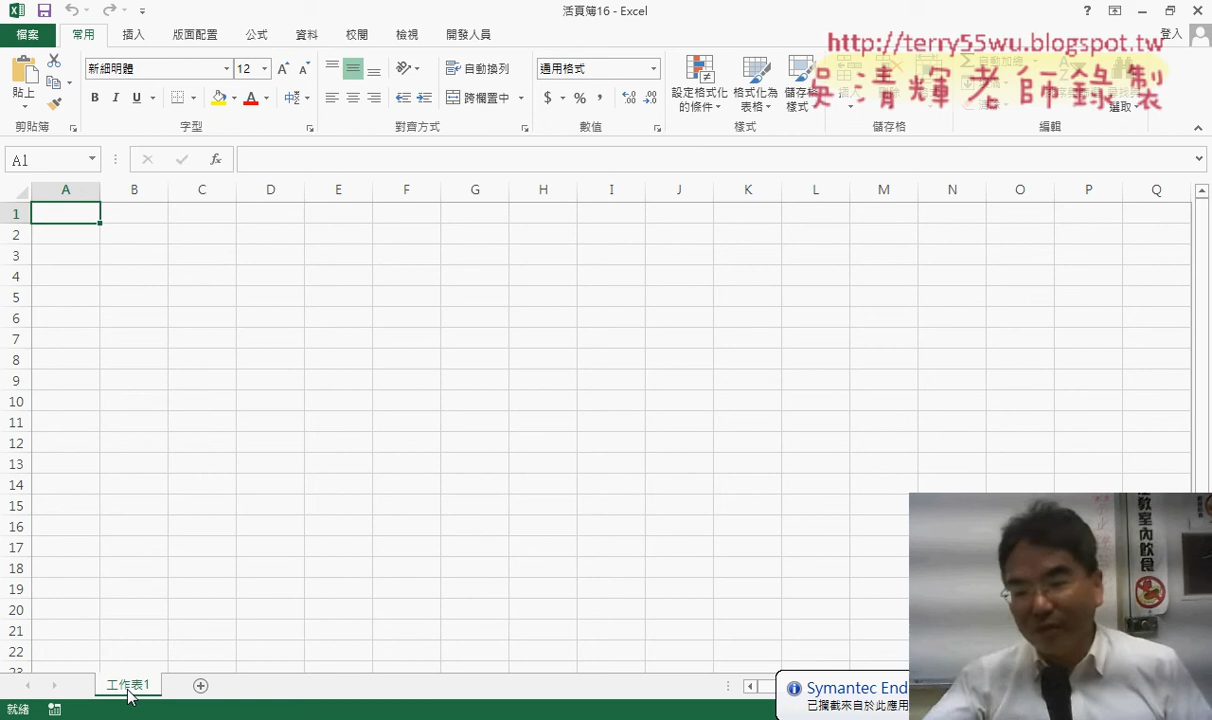 活頁簿16 - Excel
檔案 常用 插入 版面配置 公式 資料 校閱 檢視 開發人員 登入
http://terry55wu.blogspot.tw
吳清輝老師錄製
貼上 新細明體 12 自動換列 通用格式 設定格式化的條件 格式化為表格 儲存格樣式
B I U 跨欄置中 $ % , 選取
剪貼簿 字型 對齊方式 數值 樣式 儲存格 編輯
A1 fx
A B C D E F G H I J K L M N O P Q
1
2
3
4
5
6
7
8
9
10
11
12
13
14
15
16
17
18
19
20
21
22
23
教室內飲食
工作表1
Symantec End
已攔截來自於此應用
就緒